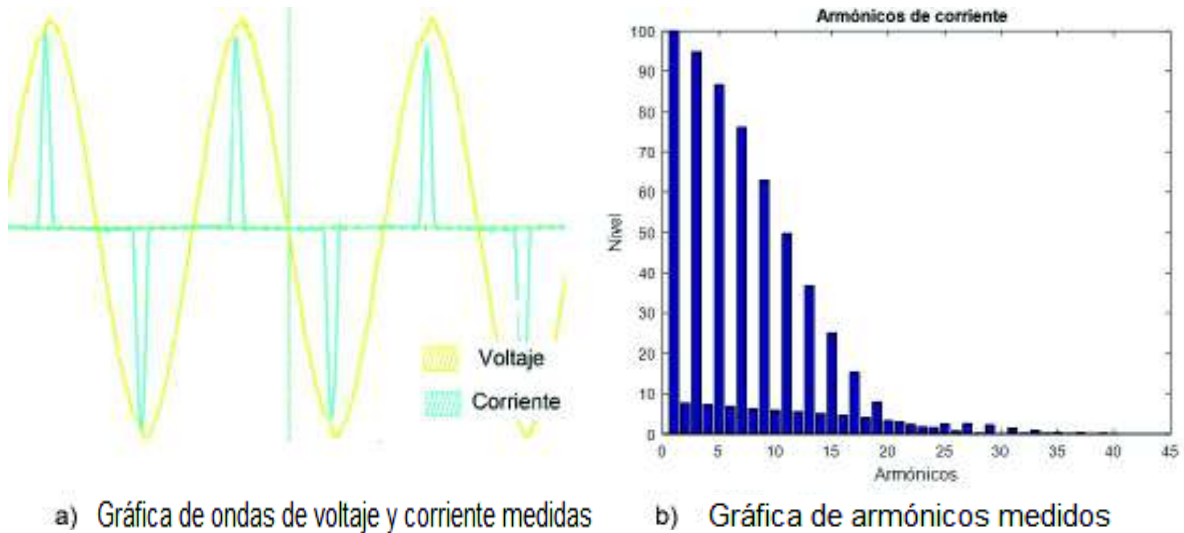 Voltaje
Corriente
a) Gráfica de ondas de voltaje y corriente medidas
Armónicos de corriente
100
90
80
70
60
50
40
30
20
10
0
Nivel
0 5 10 15 20 25 30 35 40 45
Armónicos
b) Gráfica de armónicos medidos